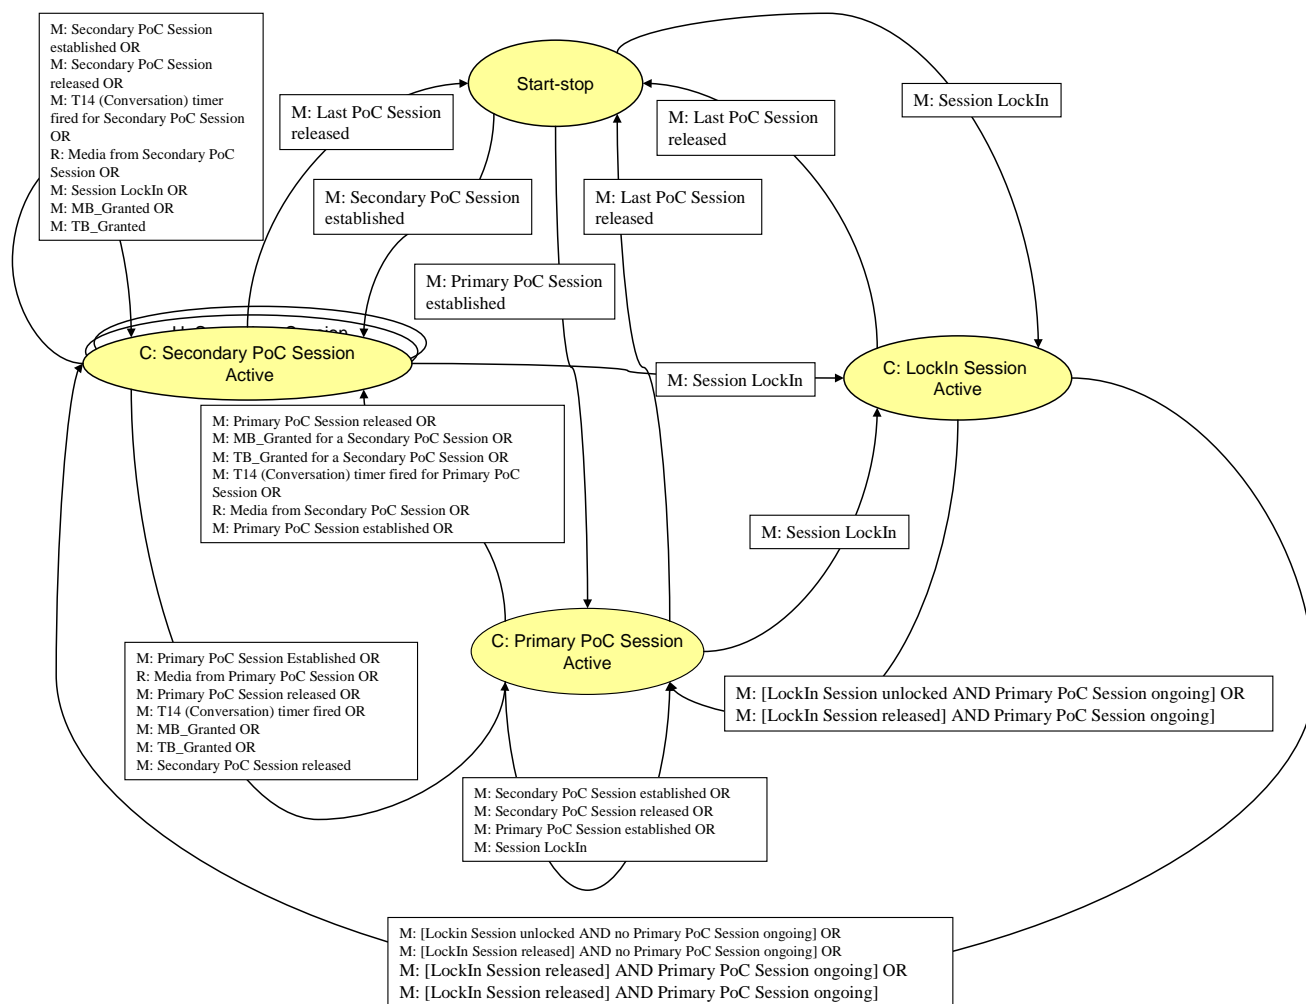 M: Secondary PoC Session
established OR
M: Secondary PoC Session
released OR
M: T14 (Conversation) timer
fired for Secondary PoC Session
OR
R: Media from Secondary PoC
Session OR
M: Session LockIn OR
M: MB_Granted OR
M: TB_Granted
Start-stop
M: Session LockIn
M: Last PoC Session
released
M: Last PoC Session
released
M: Secondary PoC Session
established
M: Last PoC Session
released
M: Primary PoC Session
established
C: Secondary PoC Session
Active
M: Session LockIn
C: LockIn Session
Active
M: Primary PoC Session released OR
M: MB_Granted for a Secondary PoC Session OR
M: TB_Granted for a Secondary PoC Session OR
M: T14 (Conversation) timer fired for Primary PoC
Session OR
R: Media from Secondary PoC Session OR
M: Primary PoC Session established OR
M: Session LockIn
C: Primary PoC Session
Active
M: Primary PoC Session Established OR
R: Media from Primary PoC Session OR
M: Primary PoC Session released OR
M: T14 (Conversation) timer fired OR
M: MB_Granted OR
M: TB_Granted OR
M: Secondary PoC Session released
M: [LockIn Session unlocked AND Primary PoC Session ongoing] OR
M: [LockIn Session released] AND Primary PoC Session ongoing]
M: Secondary PoC Session established OR
M: Secondary PoC Session released OR
M: Primary PoC Session established OR
M: Session LockIn
M: [Lockin Session unlocked AND no Primary PoC Session ongoing] OR
M: [LockIn Session released] AND no Primary PoC Session ongoing] OR
M: [LockIn Session released] AND Primary PoC Session ongoing] OR
M: [LockIn Session released] AND Primary PoC Session ongoing]